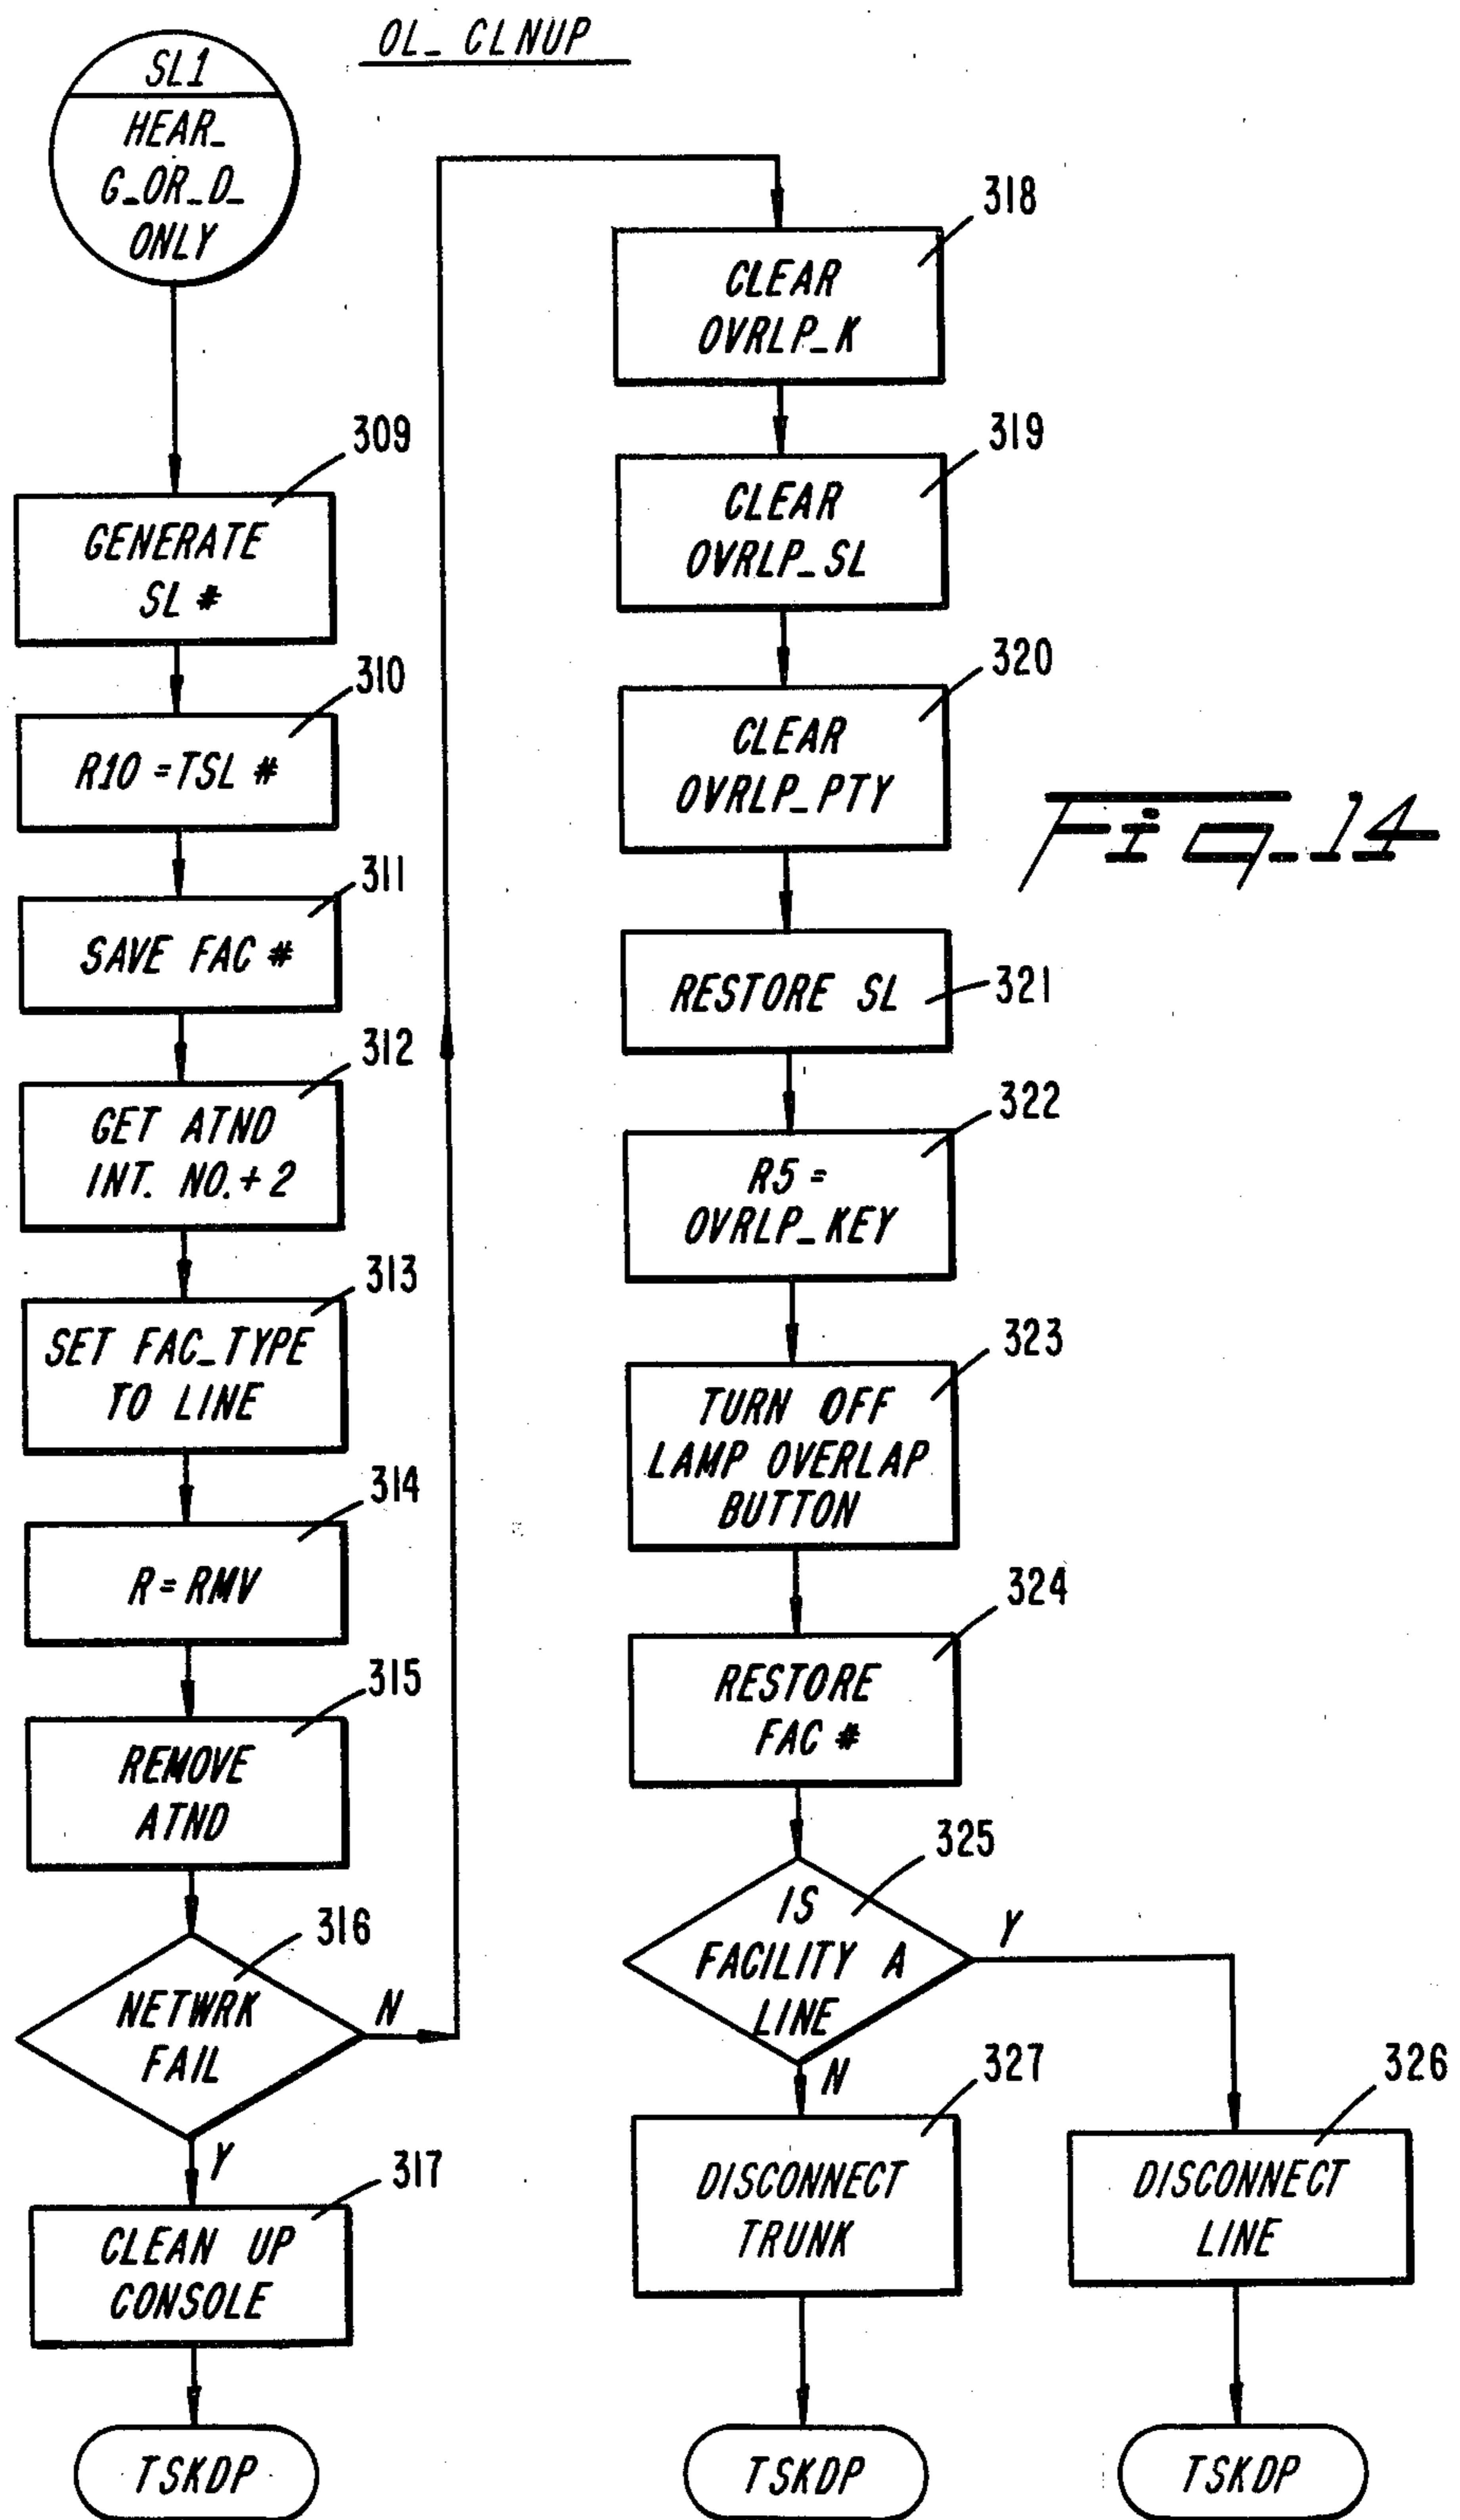 OL_ CLNUP
SL1
HEAR_
G_OR_D_
ONLY
309
GENERATE
SL #
310
R10 = TSL #
311
SAVE FAC #
312
GET ATND
INT. NO. + 2
313
SET FAC_TYPE
TO LINE
314
R = RMV
315
REMOVE
ATND
316
NETWRK
FAIL
N
Y
317
CLEAN UP
CONSOLE
TSKDP
318
CLEAR
OVRLP_K
319
CLEAR
OVRLP_SL
320
CLEAR
OVRLP_PTY
321
RESTORE SL
322
R5 =
OVRLP_KEY
323
TURN OFF
LAMP OVERLAP
BUTTON
324
RESTORE
FAC #
325
IS
FACILITY A
LINE
Y
N
327
DISCONNECT
TRUNK
TSKDP
326
DISCONNECT
LINE
TSKDP
Fig_14